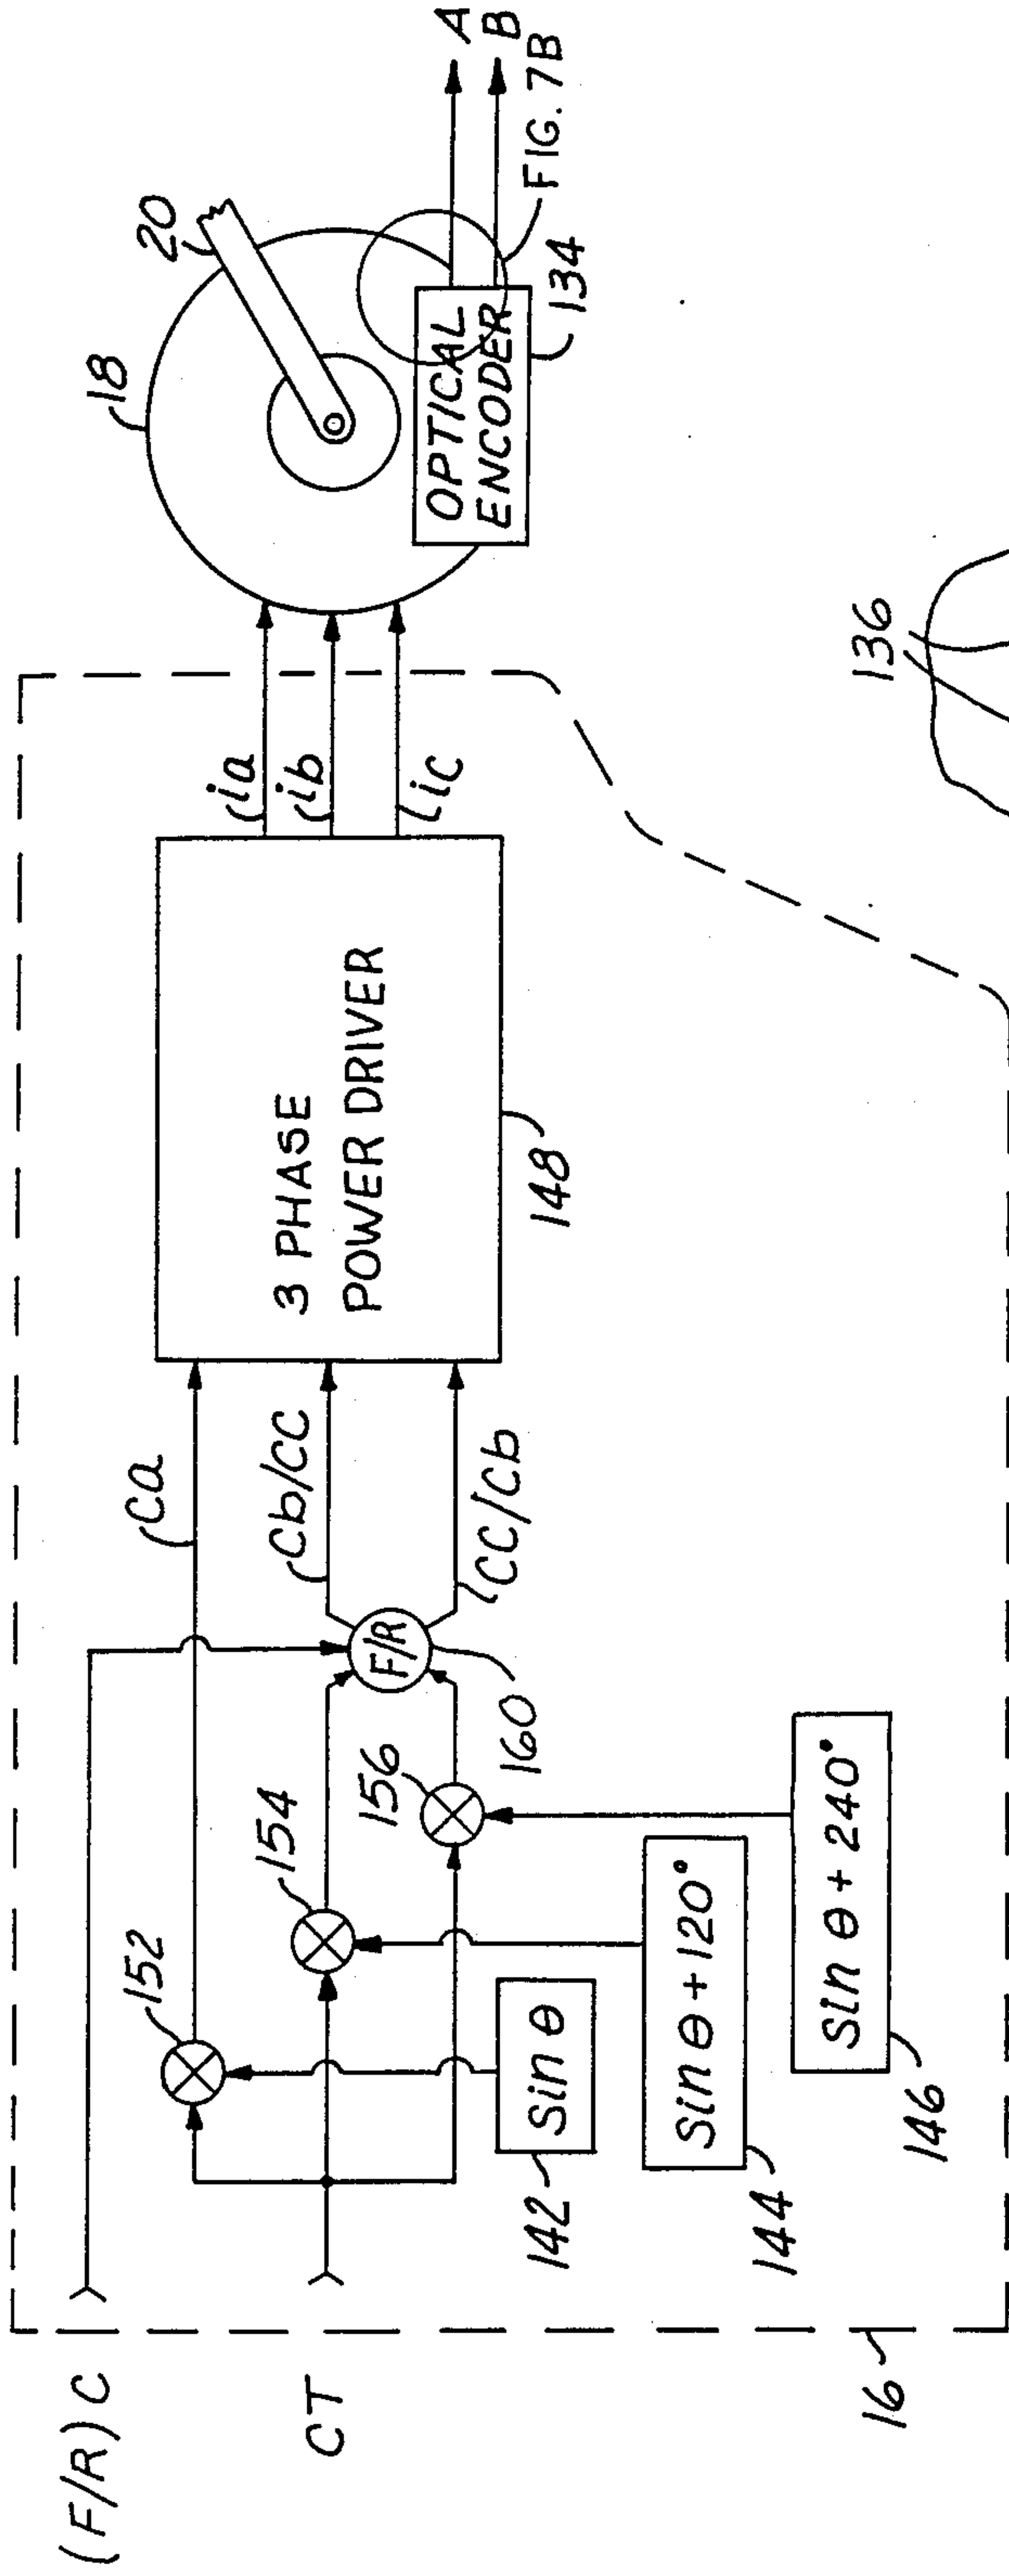 (F/R) C
CT
16
152
154
156
160
142
Sin θ
144
Sin θ + 120°
146
Sin θ + 240°
F/R
Ca
Cb/CC
CC/Cb
3 PHASE
POWER DRIVER
148
ia
ib
ic
18
20
OPTICAL
ENCODER
134
A
B
FIG. 7B
136